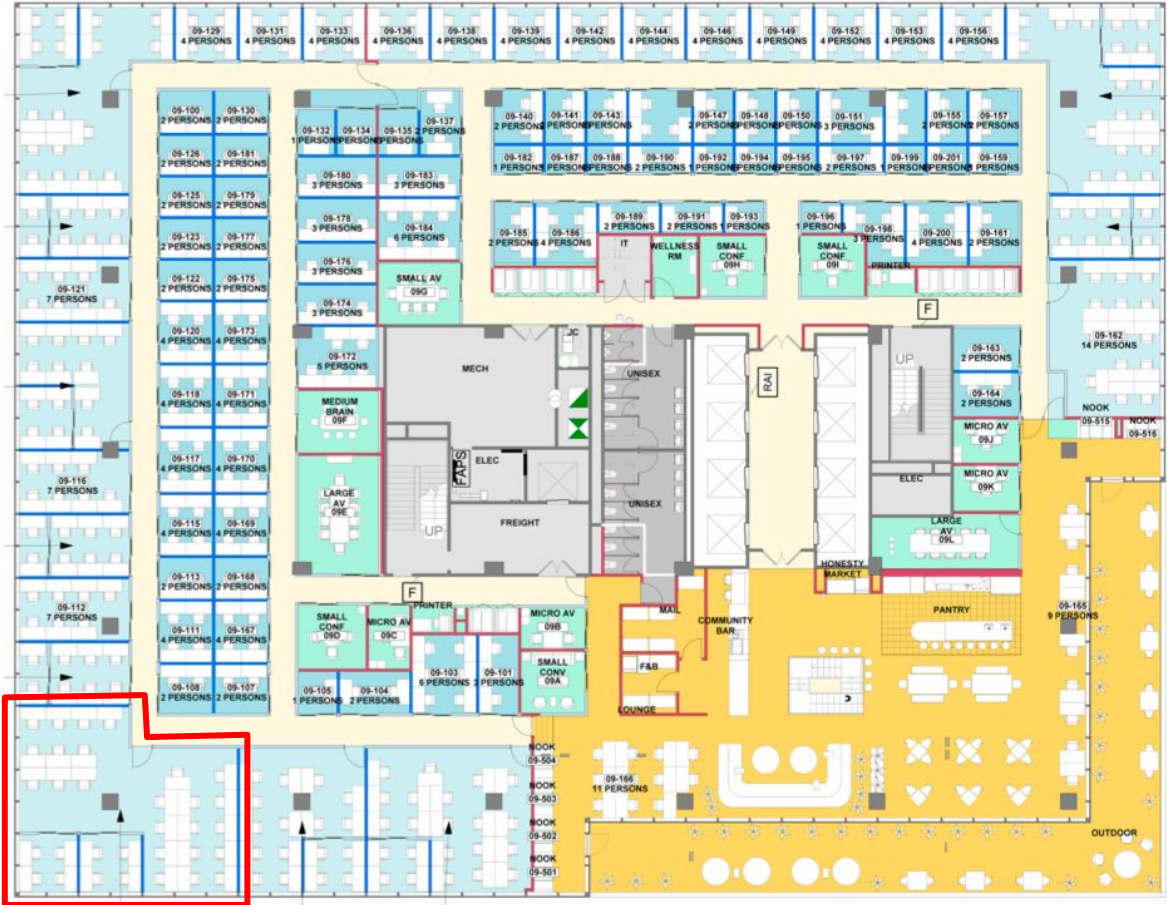 09-129
4 PERSONS
09-131
4 PERSONS
09-133
4 PERSONS
09-136
4 PERSONS
09-138
4 PERSONS
09-139
4 PERSONS
09-142
4 PERSONS
09-144
4 PERSONS
09-146
4 PERSONS
09-149
4 PERSONS
09-152
4 PERSONS
09-153
4 PERSONS
09-156
4 PERSONS
09-100
2 PERSONS
09-130
2 PERSONS
09-126
2 PERSONS
09-181
2 PERSONS
09-125
2 PERSONS
09-179
2 PERSONS
09-123
2 PERSONS
09-177
2 PERSONS
09-122
2 PERSONS
09-175
2 PERSONS
09-120
4 PERSONS
09-173
4 PERSONS
09-118
4 PERSONS
09-171
4 PERSONS
09-117
4 PERSONS
09-170
4 PERSONS
09-115
4 PERSONS
09-169
4 PERSONS
09-113
2 PERSONS
09-168
2 PERSONS
09-111
4 PERSONS
09-167
4 PERSONS
09-108
2 PERSONS
09-107
2 PERSONS
09-121
7 PERSONS
09-116
7 PERSONS
09-112
7 PERSONS
09-132
09-134
09-135
09-137
2 PERSONS
09-180
3 PERSONS
09-183
3 PERSONS
09-178
3 PERSONS
09-184
6 PERSONS
09-176
3 PERSONS
09-174
3 PERSONS
SMALL AV
09G
09-172
5 PERSONS
MEDIUM
BRAIN
09F
LARGE
AV
09E
09-140
2 PERSONS
09-141
09-143
09-147
09-148
09-150
09-151
3 PERSONS
09-155
09-157
2 PERSONS
09-182
09-187
09-188
09-190
2 PERSONS
09-192
09-194
09-195
09-197
2 PERSONS
09-199
09-201
09-159
09-185
2 PERSONS
09-186
4 PERSONS
09-189
2 PERSONS
09-191
2 PERSONS
09-193
1 PERSONS
09-196
1 PERSONS
09-198
3 PERSONS
09-200
4 PERSONS
09-161
2 PERSONS
IT
WELLNESS
RM
SMALL
CONF
09H
SMALL
CONF
09I
PRINTER
F
09-162
14 PERSONS
09-163
2 PERSONS
09-164
2 PERSONS
NOOK
09-515
NOOK
09-516
MICRO AV
09J
MICRO AV
09K
LARGE
AV
09L
MECH
JC
UNISEX
RAI
UP
ELEC
FAPS
ELEC
UP
FREIGHT
UNISEX
F
PRINTER
SMALL
CONF
09D
MICRO AV
09C
MICRO AV
09B
SMALL
CONV
09A
09-103
6 PERSONS
09-101
3 PERSONS
09-105
1 PERSONS
09-104
2 PERSONS
MAIL
F&B
LOUNGE
COMMUNITY
BAR
HONESTY
MARKET
PANTRY
09-165
9 PERSONS
09-166
11 PERSONS
NOOK
09-504
NOOK
09-503
NOOK
09-502
NOOK
09-501
OUTDOOR